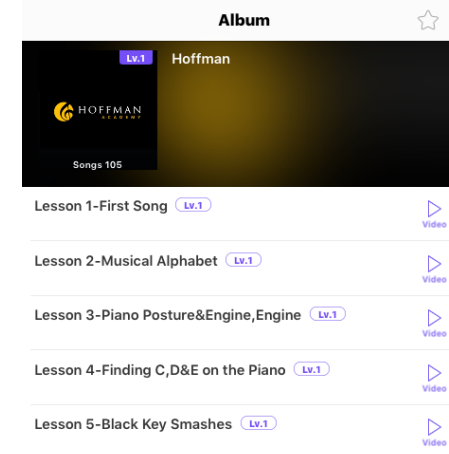 Album
Lv.1
Hoffman
HOFFMAN
ACADEMY
Songs 105
Lesson 1-First Song Lv.1
Video
Lesson 2-Musical Alphabet Lv.1
Video
Lesson 3-Piano Posture&Engine,Engine Lv.1
Video
Lesson 4-Finding C,D&E on the Piano Lv.1
Video
Lesson 5-Black Key Smashes Lv.1
Video